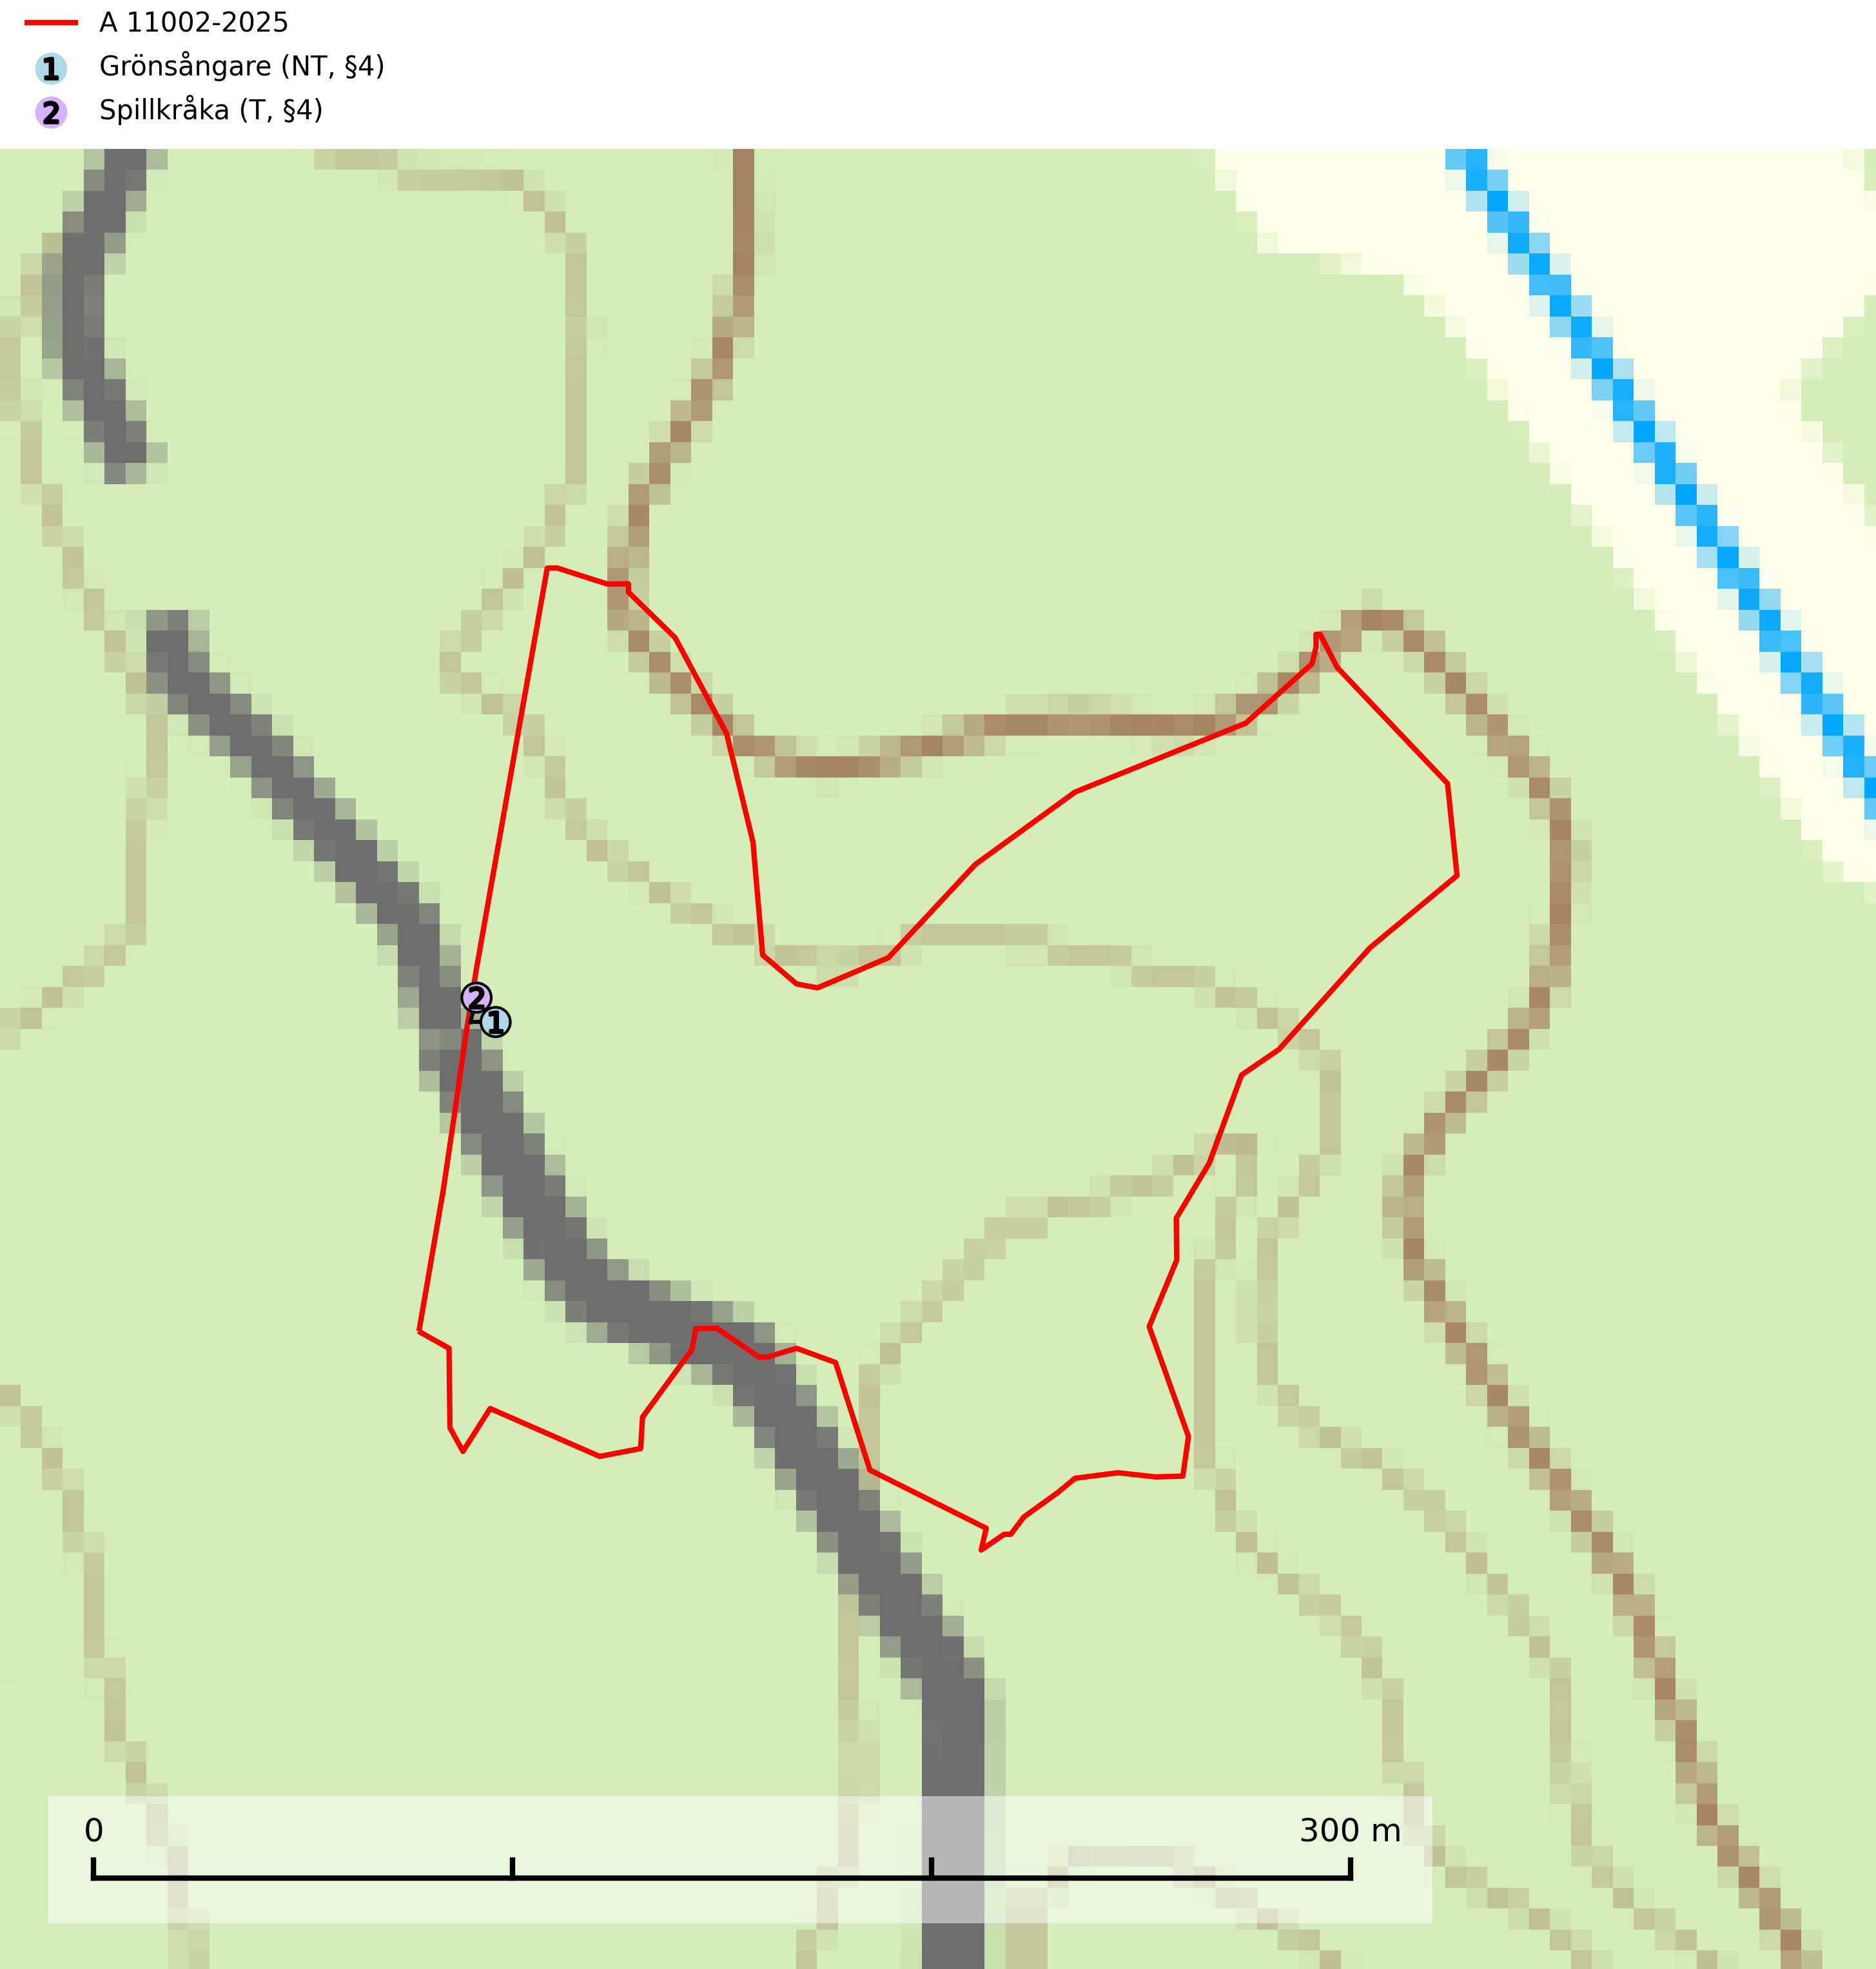 A 11002-2025
1 Grönsångare (NT, §4)
2 Spillkråka (T, §4)
2
1
0 300 m